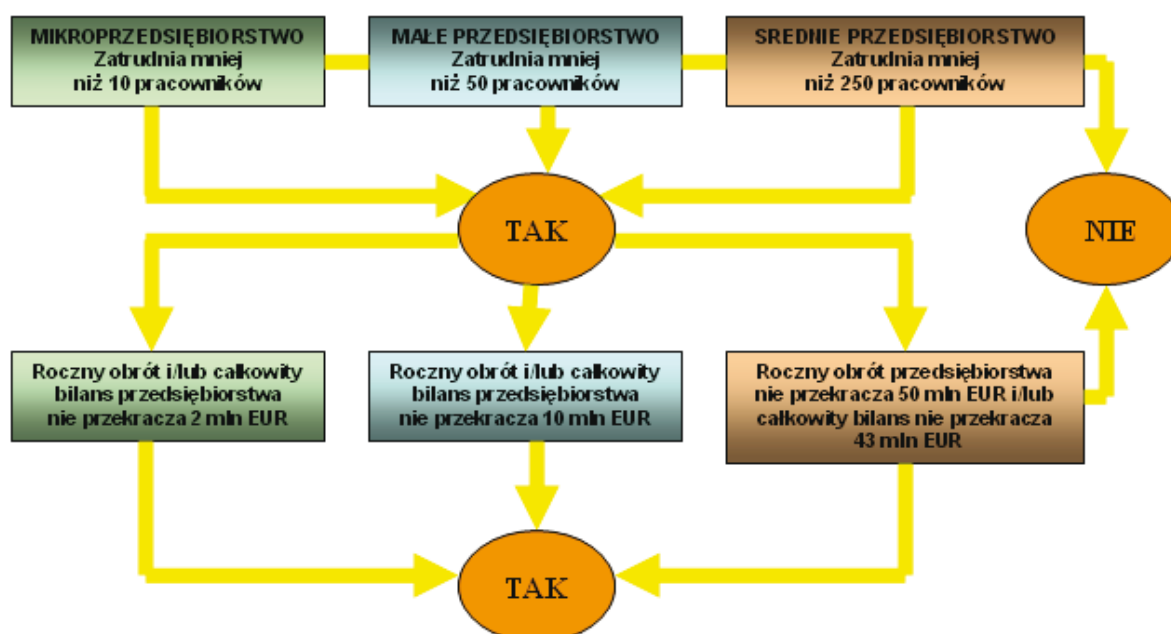 MIKROPRZEDSIĘBIORSTWO
Zatrudnia mniej
niż 10 pracowników
MAŁE PRZEDSIĘBIORSTWO
Zatrudnia mniej
niż 50 pracowników
SREDNIE PRZEDSIĘBIORSTWO
Zatrudnia mniej
niż 250 pracowników
TAK
NIE
Roczny obrót i/lub całkowity
bilans przedsiębiorstwa
nie przekracza 2 mln EUR
Roczny obrót i/lub całkowity
bilans przedsiębiorstwa
nie przekracza 10 mln EUR
Roczny obrót przedsiębiorstwa
nie przekracza 50 mln EUR i/lub
całkowity bilans nie przekracza
43 mln EUR
TAK